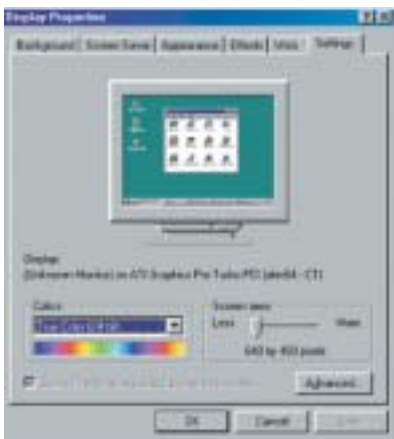 Display Properties
Background Screen Saver Appearance Effects Web Settings
Display:
(Unknown Monitor) on ATI Graphics Pro Turbo PCI (atim64 - CT)
Colors Screen area
True Color (24 bit) Less More
640 by 480 pixels
Advanced...
OK Cancel